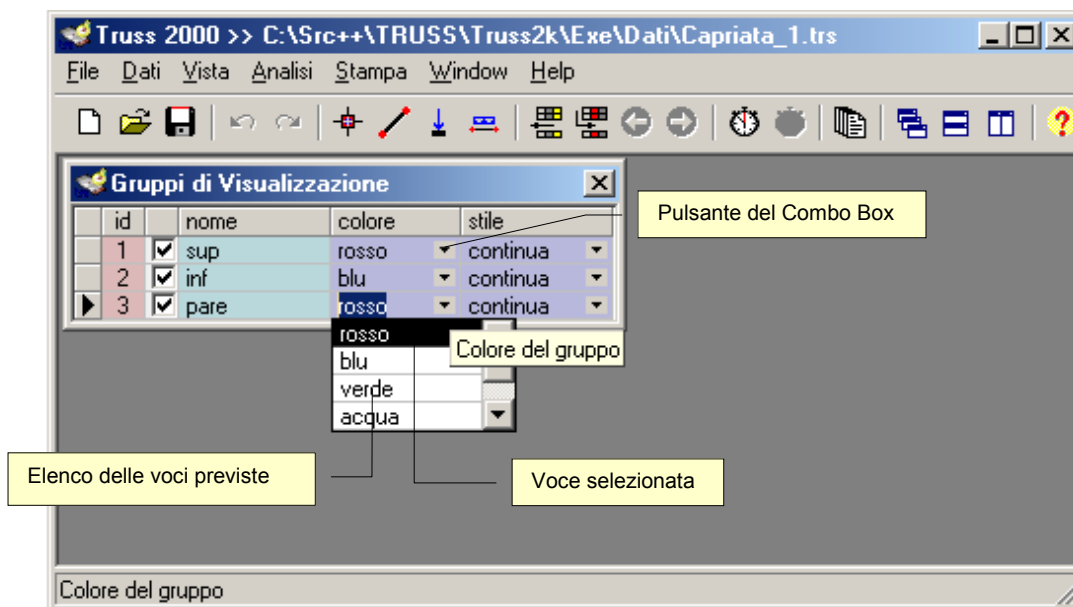 Truss 2000 >> C:\Src++\TRUSS\Truss2k\Exe\Dati\Capriata_1.trs
File Dati Vista Analisi Stampa Window Help
Gruppi di Visualizzazione
id nome colore stile
1 sup rosso continua
2 inf blu continua
3 pare rosso continua
rosso
blu
verde
acqua
Colore del gruppo
Pulsante del Combo Box
Elenco delle voci previste
Voce selezionata
Colore del gruppo